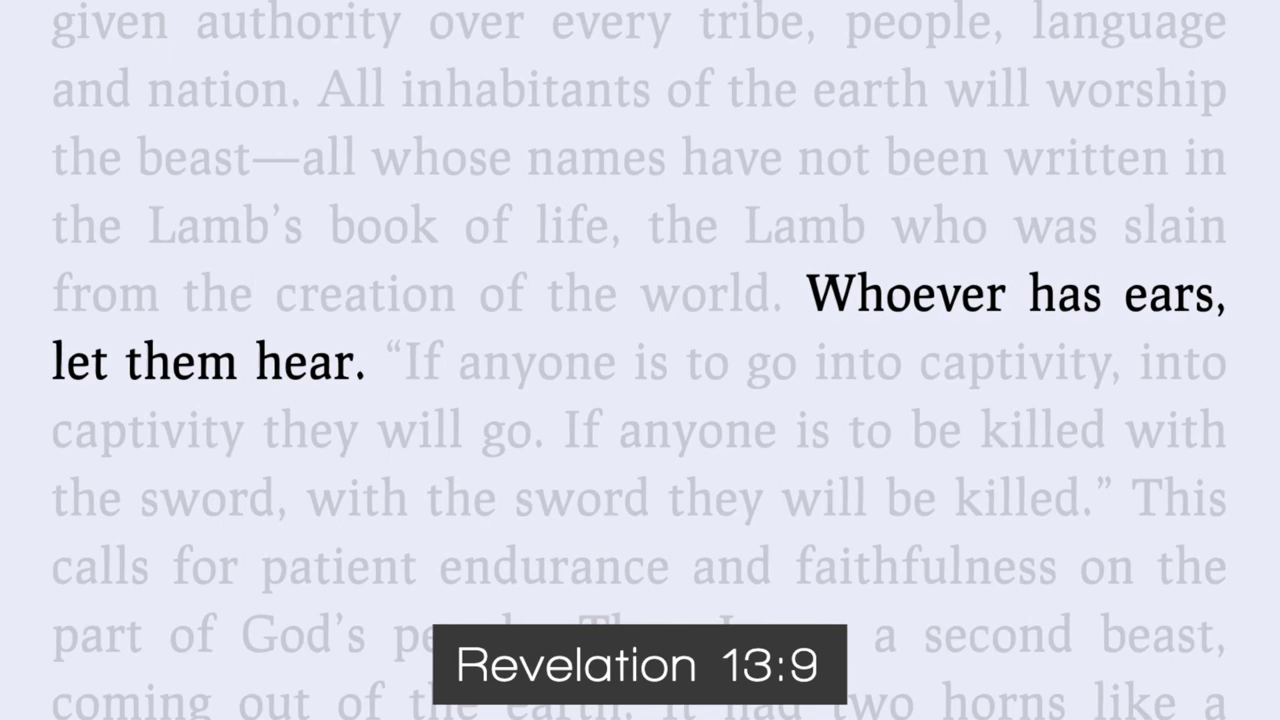 given authority over every tribe, people, language
and nation. All inhabitants of the earth will worship
the beast—all whose names have not been written in
the Lamb’s book of life, the Lamb who was slain
from the creation of the world. Whoever has ears,
let them hear. “If anyone is to go into captivity, into
captivity they will go. If anyone is to be killed with
the sword, with the sword they will be killed.” This
calls for patient endurance and faithfulness on the
part of God’s a second beast,
coming out of the earth. It had two horns like a
Revelation 13:9